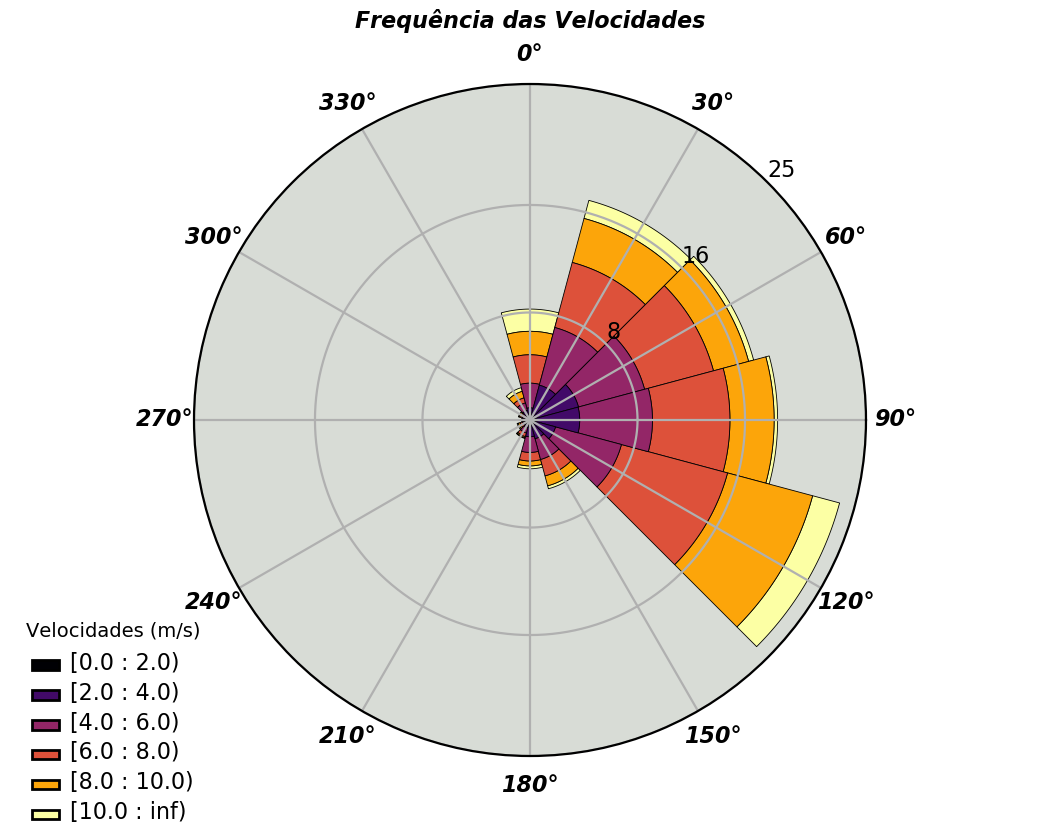 Frequência das Velocidades
0°
330°
30°
25
300°
60°
16
8
270°
90°
240°
120°
210°
150°
180°
Velocidades (m/s)
[0.0 : 2.0)
[2.0 : 4.0)
[4.0 : 6.0)
[6.0 : 8.0)
[8.0 : 10.0)
[10.0 : inf)